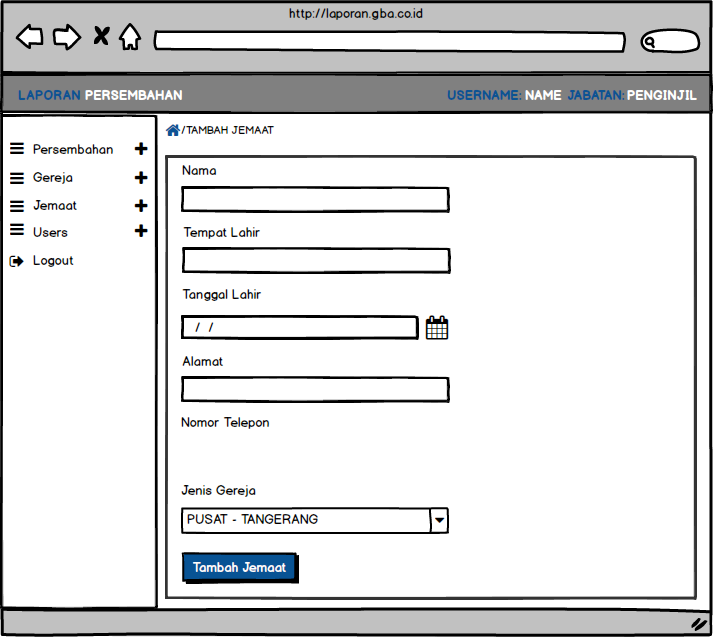 http://laporan.gba.co.id
LAPORAN PERSEMBAHAN
USERNAME: NAME JABATAN: PENGINJIL
Persembahan
Gereja
Jemaat
Users
Logout
/TAMBAH JEMAAT
Nama
Tempat Lahir
Tanggal Lahir
/ /
Alamat
Nomor Telepon
Jenis Gereja
PUSAT - TANGERANG
Tambah Jemaat